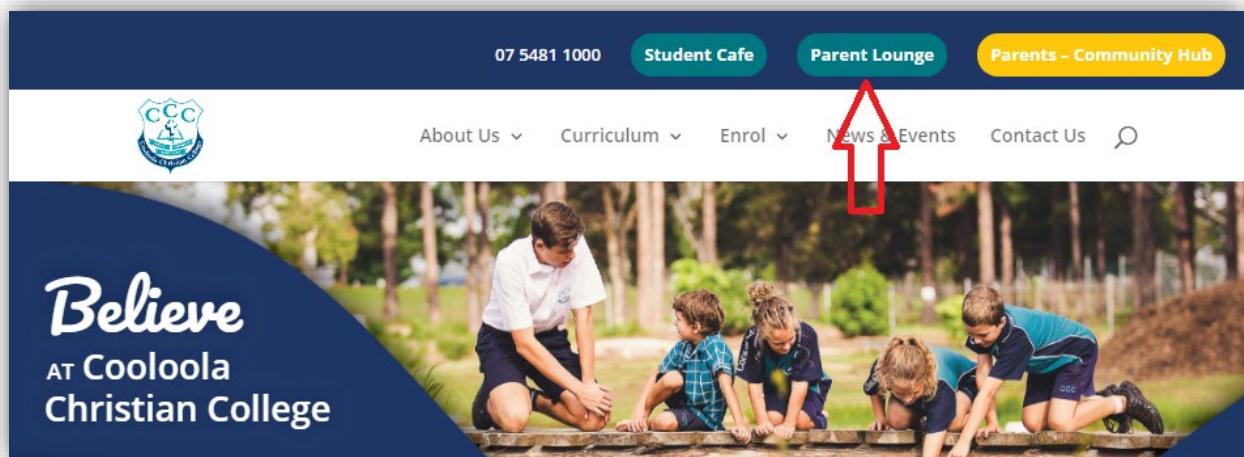 07 5481 1000 Student Cafe Parent Lounge Parents – Community Hub
CCC
About Us Curriculum Enrol News & Events Contact Us
Believe
AT Cooloola
Christian College
CCC